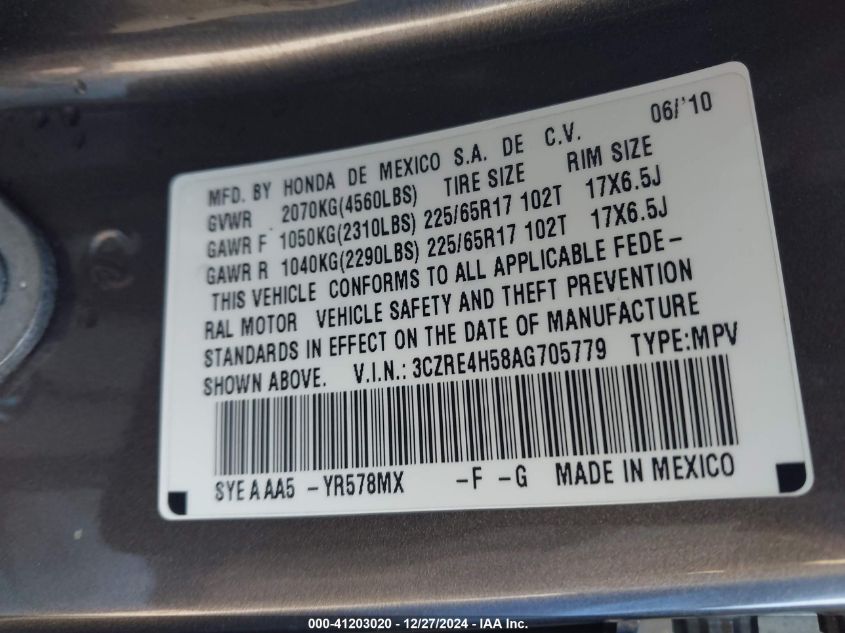 06/'10
MFD. BY HONDA DE MEXICO S.A. DE C.V.
GVWR 2070KG(4560LBS) TIRE SIZE RIM SIZE
GAWR F 1050KG(2310LBS) 225/65R17 102T 17X6.5J
GAWR R 1040KG(2290LBS) 225/65R17 102T 17X6.5J
THIS VEHICLE CONFORMS TO ALL APPLICABLE FEDE-
RAL MOTOR VEHICLE SAFETY AND THEFT PREVENTION
STANDARDS IN EFFECT ON THE DATE OF MANUFACTURE
SHOWN ABOVE. V.I.N.: 3CZRE4H58AG705779 TYPE:MPV
SYE A AA5 -YR578MX -F -G MADE IN MEXICO
000-41203020 - 12/27/2024 - IAA Inc.